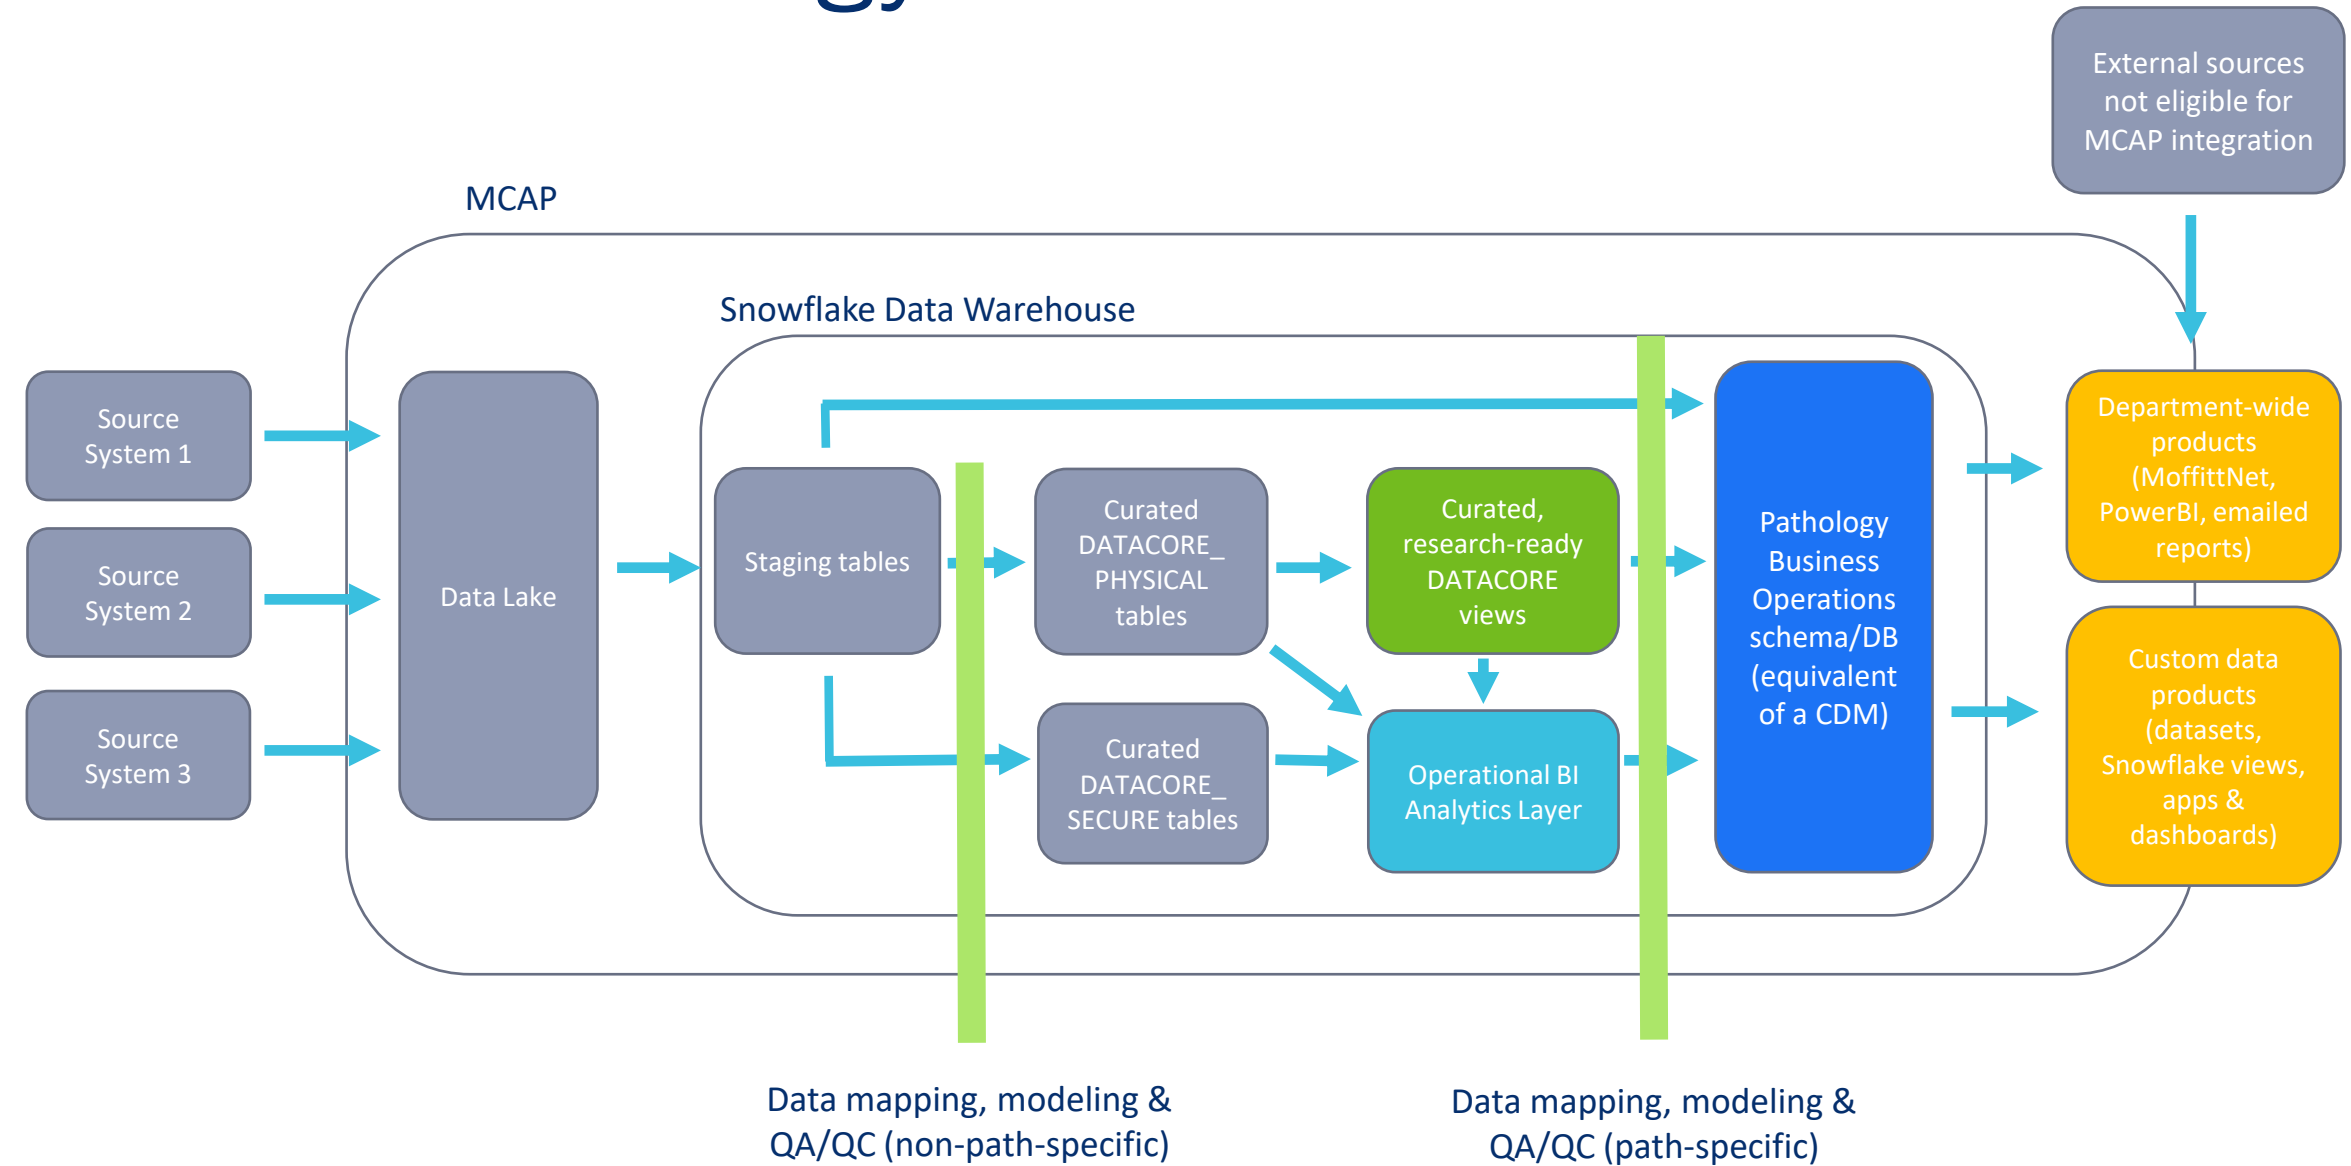 External sources
not eligible for
MCAP integration
MCAP
Snowflake Data Warehouse
Source
System 1
Source
System 2
Source
System 3
Data Lake
Staging tables
Curated
DATACORE_
PHYSICAL
tables
Curated
DATACORE_
SECURE tables
Curated,
research-ready
DATACORE
views
Operational BI
Analytics Layer
Pathology
Business
Operations
schema/DB
(equivalent
of a CDM)
Department-wide
products
(MoffittNet,
PowerBI, emailed
reports)
Custom data
products
(datasets,
Snowflake views,
apps &
dashboards)
Data mapping, modeling &
QA/QC (non-path-specific)
Data mapping, modeling &
QA/QC (path-specific)